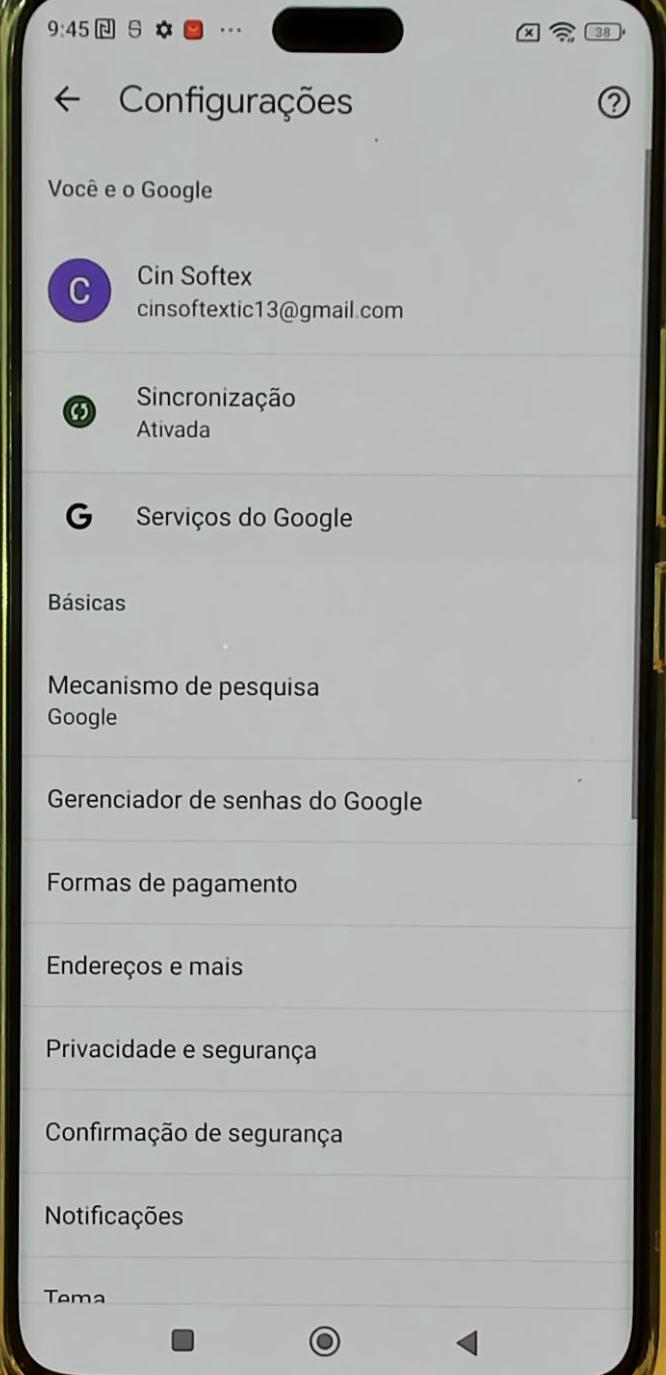 9:45
38
Configurações
Você e o Google
C
Cin Softex
cinsoftextic13@gmail.com
Sincronização
Ativada
G
Serviços do Google
Básicas
Mecanismo de pesquisa
Google
Gerenciador de senhas do Google
Formas de pagamento
Endereços e mais
Privacidade e segurança
Confirmação de segurança
Notificações
Tema